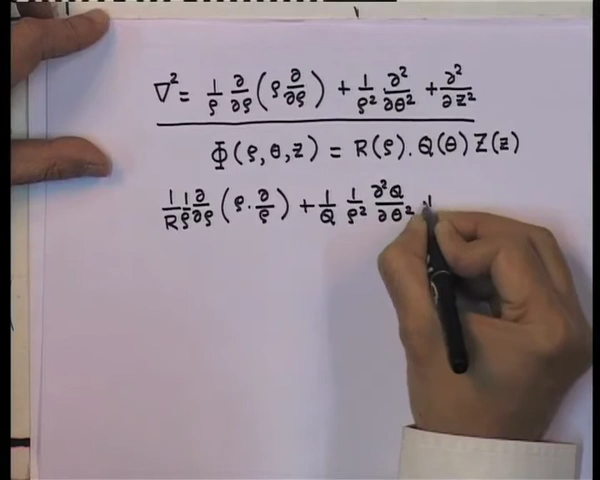 ∇² = 1/ρ ∂/∂ρ (ρ ∂/∂ρ) + 1/ρ² ∂²/∂θ² + ∂²/∂z²
Φ(ρ, θ, z) = R(ρ). Q(θ) Z(z)
1/R 1/ρ ∂/∂ρ (ρ . ∂/ρ) + 1/Q 1/ρ² ∂²Q/∂θ² +